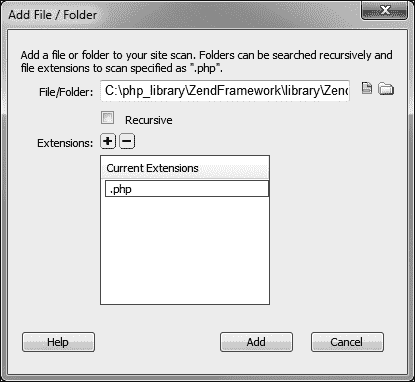 Add File / Folder
Add a file or folder to your site scan. Folders can be searched recursively and
file extensions to scan specified as ".php".
File/Folder: C:\php_library\ZendFramework\library\Zend
Recursive
Extensions:
Current Extensions
.php
Help Add Cancel